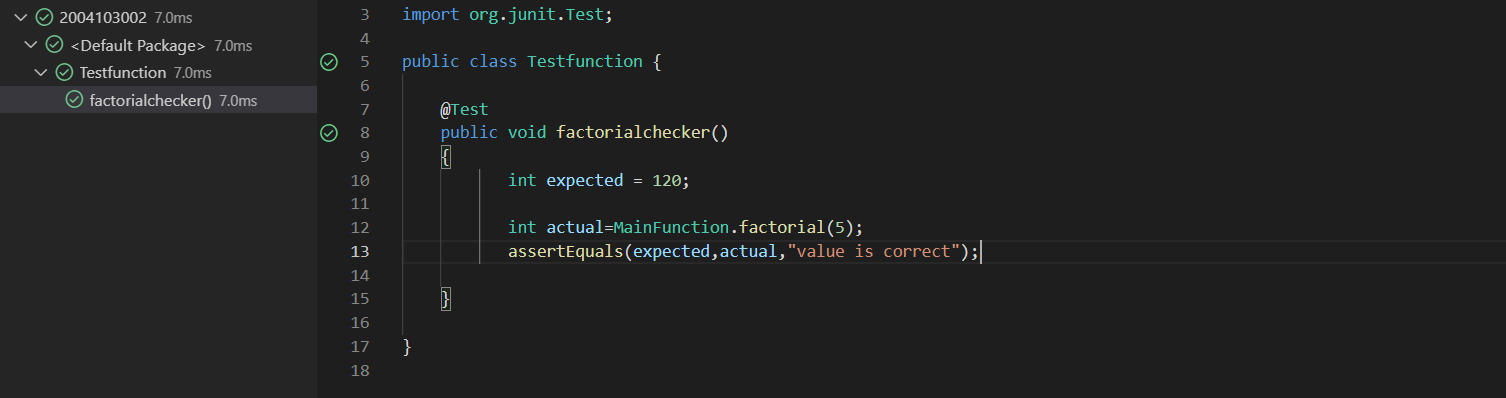 2004103002 7.0ms
<Default Package> 7.0ms
Testfunction 7.0ms
factorialchecker() 7.0ms
3 import org.junit.Test;
4
5 public class Testfunction {
6
7 @Test
8 public void factorialchecker()
9 {
10 int expected = 120;
11
12 int actual=MainFunction.factorial(5);
13 assertEquals(expected,actual,"value is correct");
14
15 }
16
17 }
18